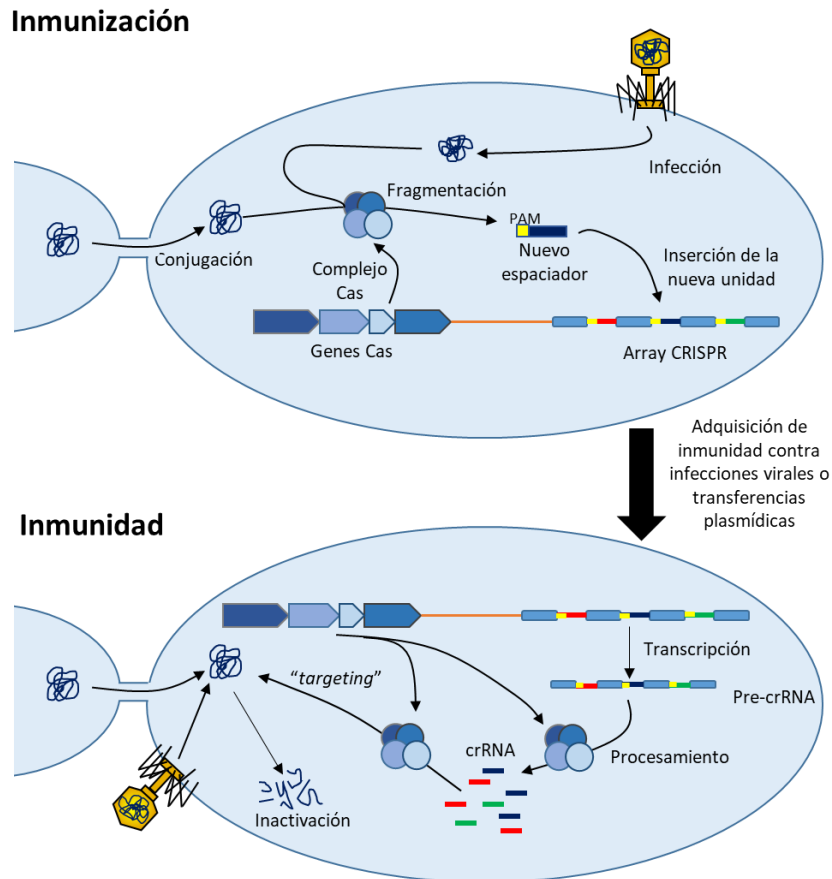 Inmunización
Infección
Fragmentación
PAM
Nuevo
espaciador
Conjugación
Complejo
Cas
Inserción de la
nueva unidad
Genes Cas
Array CRISPR
Adquisición de
inmunidad contra
infecciones virales o
transferencias
plasmídicas
Inmunidad
Transcripción
"targeting"
Pre-crRNA
crRNA
Procesamiento
Inactivación